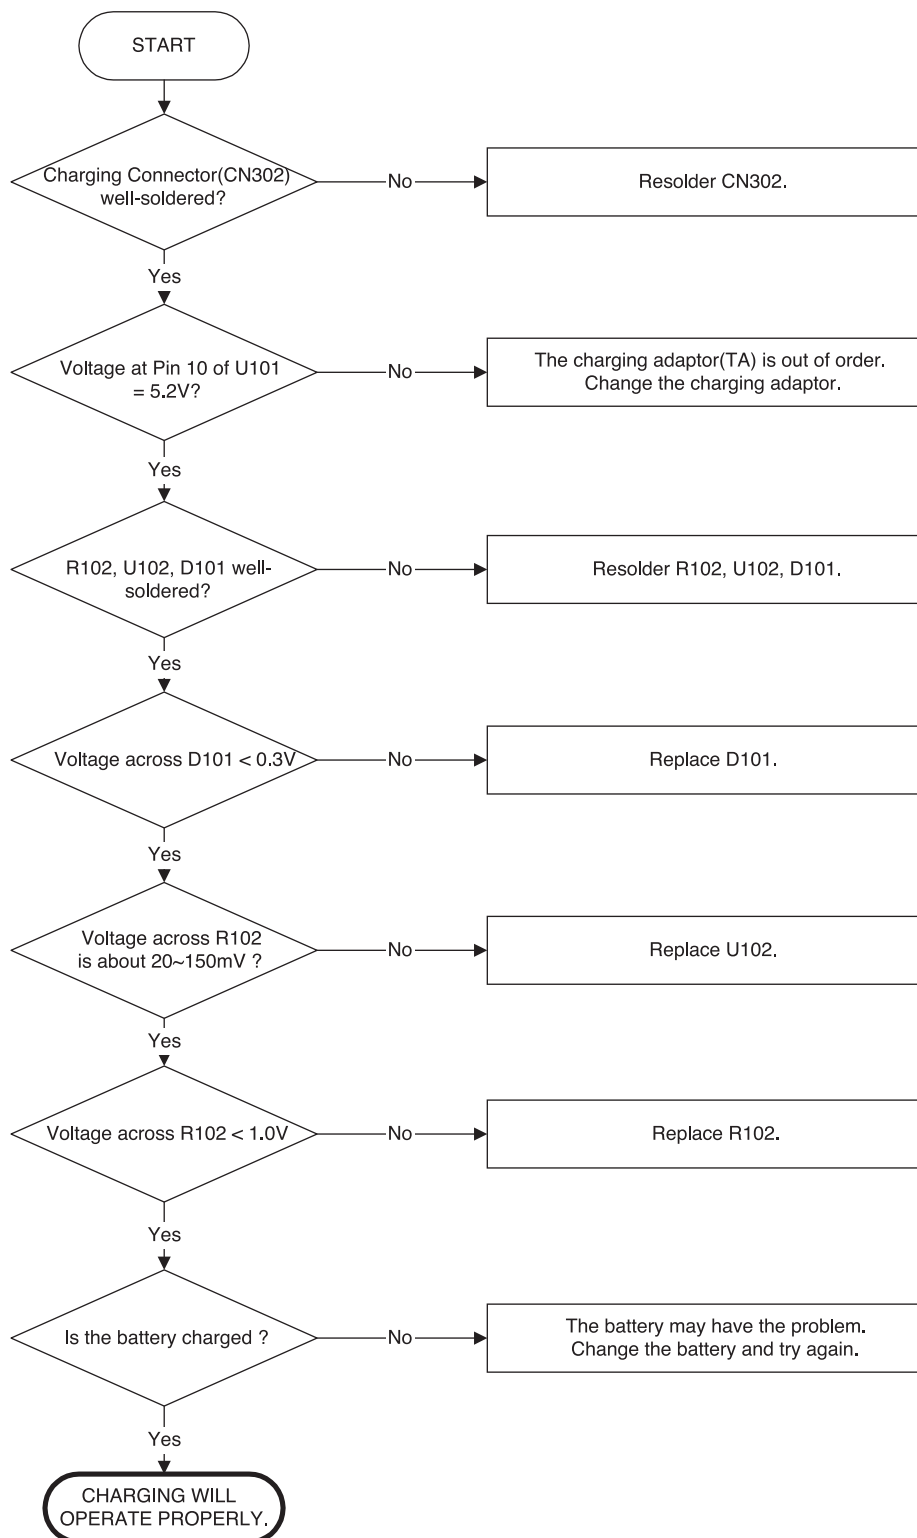 START
Charging Connector(CN302)
well-soldered?
No
Resolder CN302.
Yes
Voltage at Pin 10 of U101
= 5.2V?
No
The charging adaptor(TA) is out of order.
Change the charging adaptor.
Yes
R102, U102, D101 well-
soldered?
No
Resolder R102, U102, D101.
Yes
Voltage across D101 < 0.3V
No
Replace D101.
Yes
Voltage across R102
is about 20~150mV ?
No
Replace U102.
Yes
Voltage across R102 < 1.0V
No
Replace R102.
Yes
Is the battery charged ?
No
The battery may have the problem.
Change the battery and try again.
Yes
CHARGING WILL
OPERATE PROPERLY.